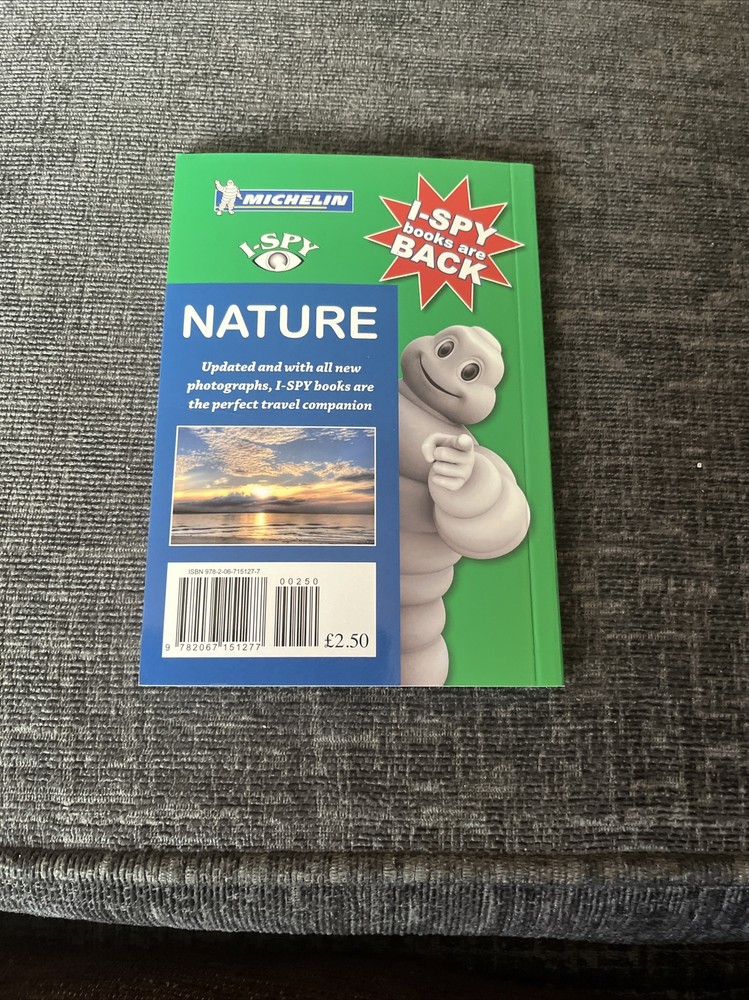 MICHELIN
I-SPY
I-SPY
books are
BACK
NATURE
Updated and with all new
photographs, I-SPY books are
the perfect travel companion
ISBN 978-2-06-715127-7
00250
9 782067 151277
£2.50